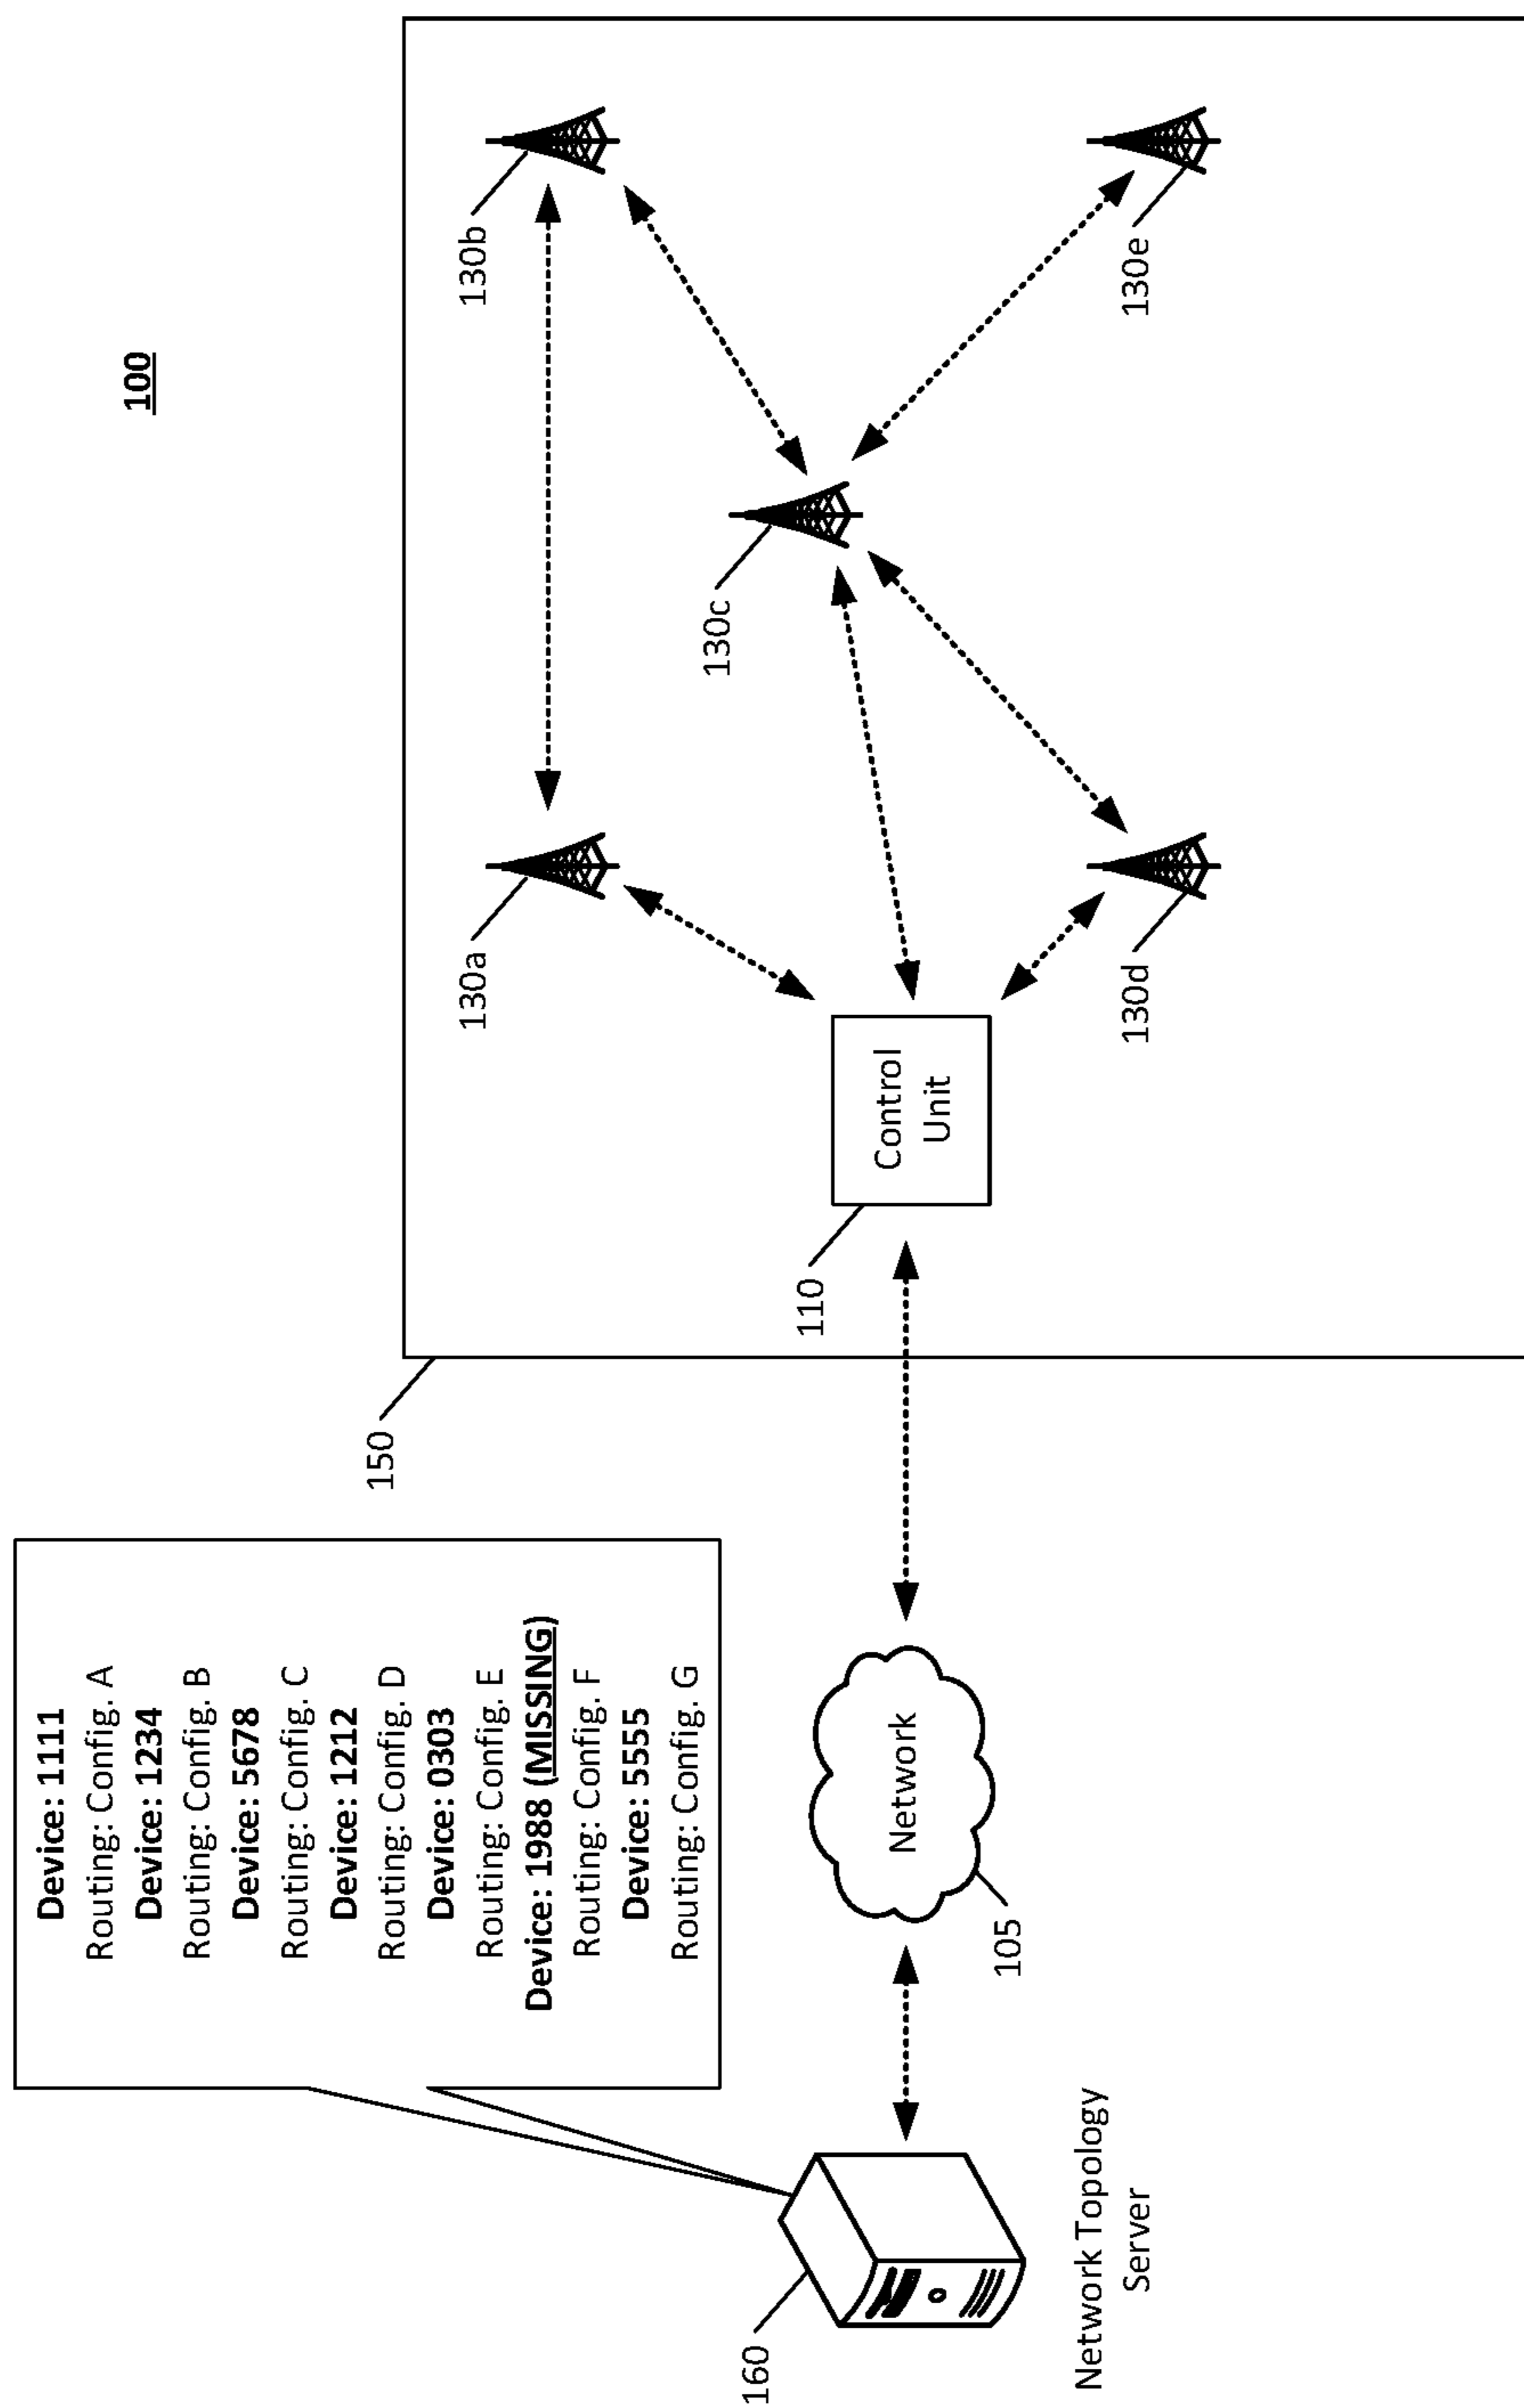 100
Device: 1111
Routing: Config. A
Device: 1234
Routing: Config. B
Device: 5678
Routing: Config. C
Device: 1212
Routing: Config. D
Device: 0303
Routing: Config. E
Device: 1988 (MISSING)
Routing: Config. F
Device: 5555
Routing: Config. G
150
130a
130b
130c
160
110
Control
Unit
Network
105
Network Topology
Server
130d
130e